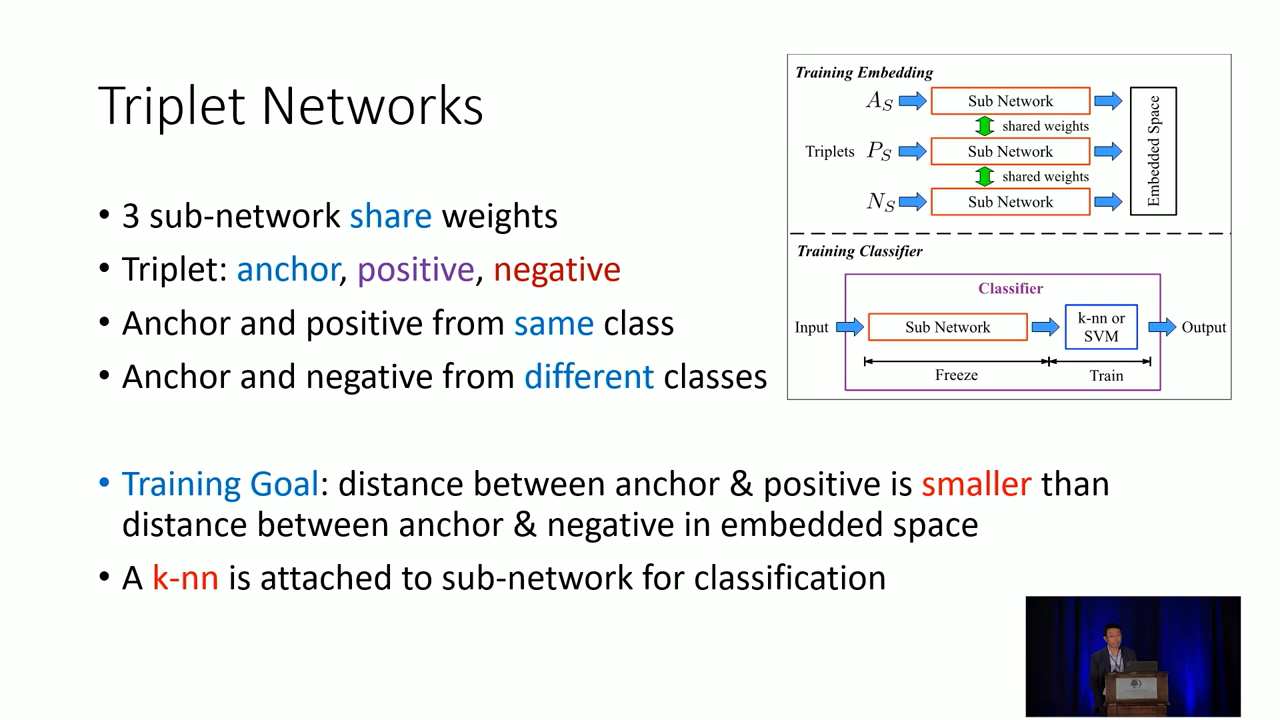 Triplet Networks
• 3 sub-network share weights
• Triplet: anchor, positive, negative
• Anchor and positive from same class
• Anchor and negative from different classes
• Training Goal: distance between anchor & positive is smaller than
distance between anchor & negative in embedded space
• A k-nn is attached to sub-network for classification
Training Embedding
A_S
Sub Network
shared weights
Triplets
P_S
Sub Network
shared weights
N_S
Sub Network
Embedded Space
Training Classifier
Classifier
Input
Sub Network
k-nn or
SVM
Output
Freeze
Train